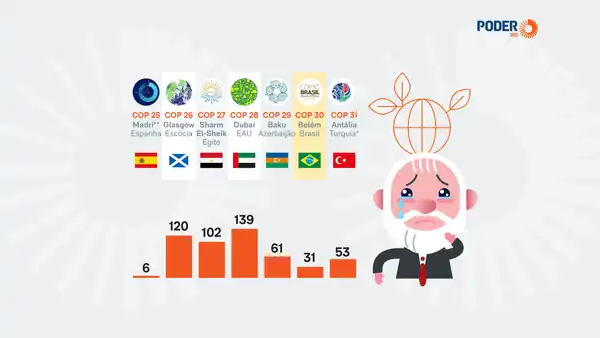 PODER
360
COP 25
Madri**
Espanha
COP 26
Glasgow
Escócia
COP 27
Sharm
El-Sheik
Egito
COP 28
Dubai
EAU
COP 29
Baku
Azerbaijão
COP30
BRASIL
COP 30
Belém
Brasil
COP 31
Antália
Turquia*
6
120
102
139
61
31
53